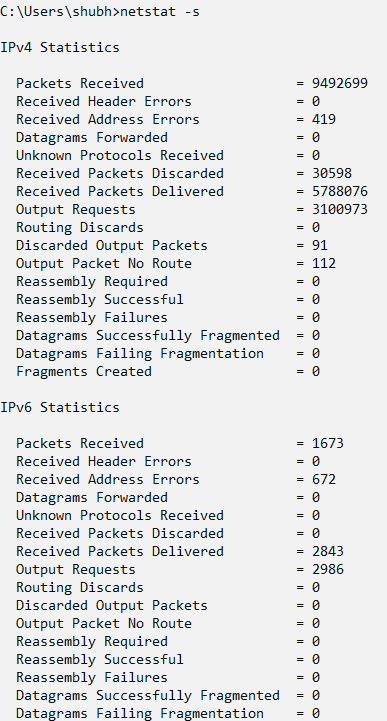 C:\Users\shubh>netstat -s
IPv4 Statistics
Packets Received = 9492699
Received Header Errors = 0
Received Address Errors = 419
Datagrams Forwarded = 0
Unknown Protocols Received = 0
Received Packets Discarded = 30598
Received Packets Delivered = 5788076
Output Requests = 3100973
Routing Discards = 0
Discarded Output Packets = 91
Output Packet No Route = 112
Reassembly Required = 0
Reassembly Successful = 0
Reassembly Failures = 0
Datagrams Successfully Fragmented = 0
Datagrams Failing Fragmentation = 0
Fragments Created = 0
IPv6 Statistics
Packets Received = 1673
Received Header Errors = 0
Received Address Errors = 672
Datagrams Forwarded = 0
Unknown Protocols Received = 0
Received Packets Discarded = 0
Received Packets Delivered = 2843
Output Requests = 2986
Routing Discards = 0
Discarded Output Packets = 0
Output Packet No Route = 0
Reassembly Required = 0
Reassembly Successful = 0
Reassembly Failures = 0
Datagrams Successfully Fragmented = 0
Datagrams Failing Fragmentation = 0